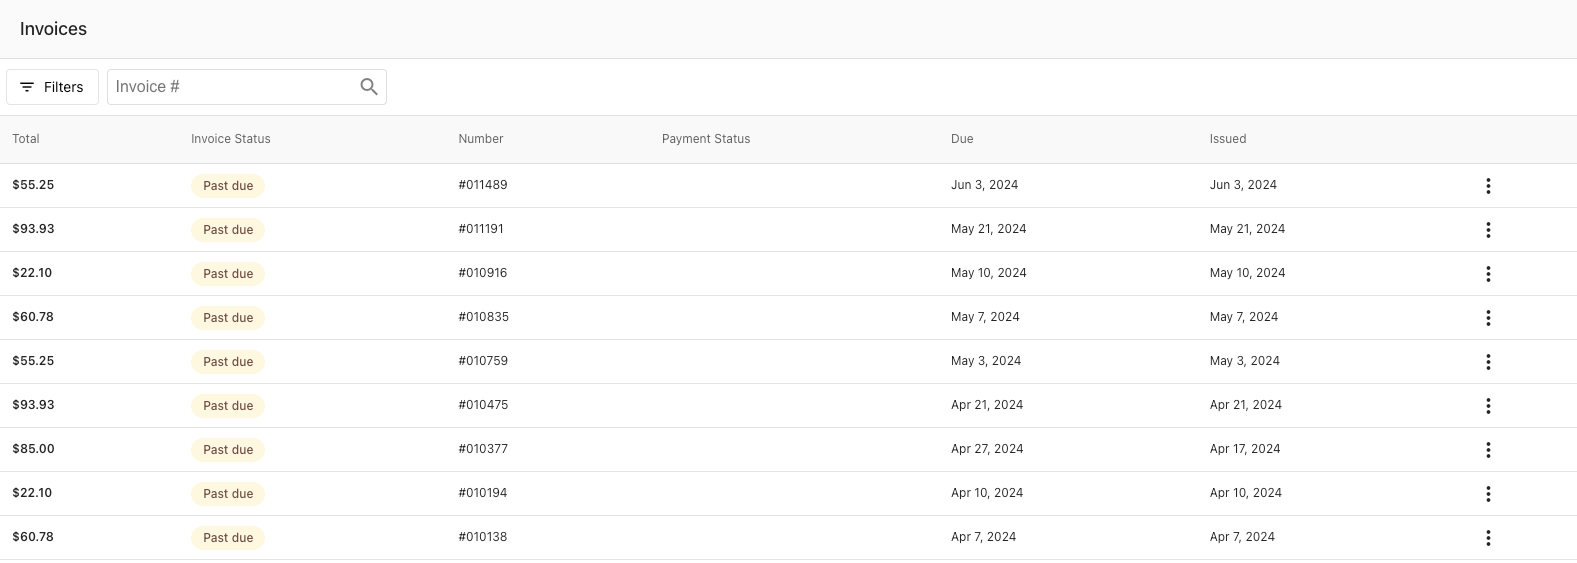 Invoices
Filters Invoice #
Total Invoice Status Number Payment Status Due Issued
$55.25 Past due #011489 Jun 3, 2024 Jun 3, 2024
$93.93 Past due #011191 May 21, 2024 May 21, 2024
$22.10 Past due #010916 May 10, 2024 May 10, 2024
$60.78 Past due #010835 May 7, 2024 May 7, 2024
$55.25 Past due #010759 May 3, 2024 May 3, 2024
$93.93 Past due #010475 Apr 21, 2024 Apr 21, 2024
$85.00 Past due #010377 Apr 27, 2024 Apr 17, 2024
$22.10 Past due #010194 Apr 10, 2024 Apr 10, 2024
$60.78 Past due #010138 Apr 7, 2024 Apr 7, 2024